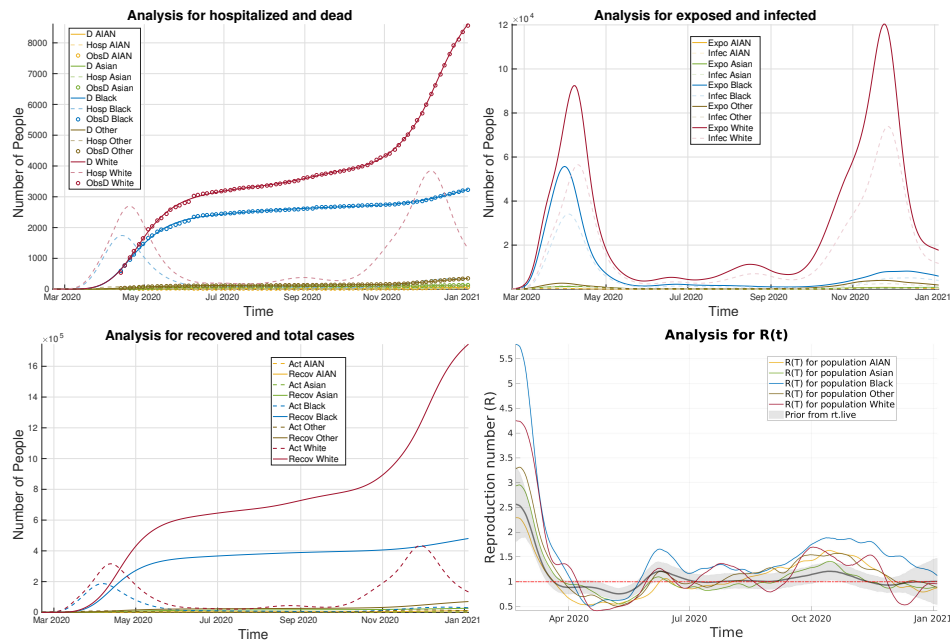 Analysis for hospitalized and dead
8000
7000
6000
5000
4000
3000
2000
1000
0
Number of People
D AIAN
Hosp AIAN
ObsD AIAN
D Asian
Hosp Asian
ObsD Asian
D Black
Hosp Black
ObsD Black
D Other
Hosp Other
ObsD Other
D White
Hosp White
ObsD White
Mar 2020 May 2020 Jul 2020 Sep 2020 Nov 2020 Jan 2021
Time
Analysis for exposed and infected
×10⁴
12
10
8
6
4
2
Number of People
Expo AIAN
Infec AIAN
Expo Asian
Infec Asian
Expo Black
Infec Black
Expo Other
Infec Other
Expo White
Infec White
Mar 2020 May 2020 Jul 2020 Sep 2020 Nov 2020 Jan 2021
Time
Analysis for recovered and total cases
×10⁵
16
14
12
10
8
6
4
2
0
Number of People
Act AIAN
Recov AIAN
Act Asian
Recov Asian
Act Black
Recov Black
Act Other
Recov Other
Act White
Recov White
Mar 2020 May 2020 Jul 2020 Sep 2020 Nov 2020 Jan 2021
Time
Analysis for R(t)
5.5
5
4.5
4
3.5
3
2.5
2
1.5
1
0.5
Reproduction number (R)
R(T) for population AIAN
R(T) for population Asian
R(T) for population Black
R(T) for population Other
R(T) for population White
Prior from rt.live
Apr 2020 Jul 2020 Oct 2020 Jan 2021
Time